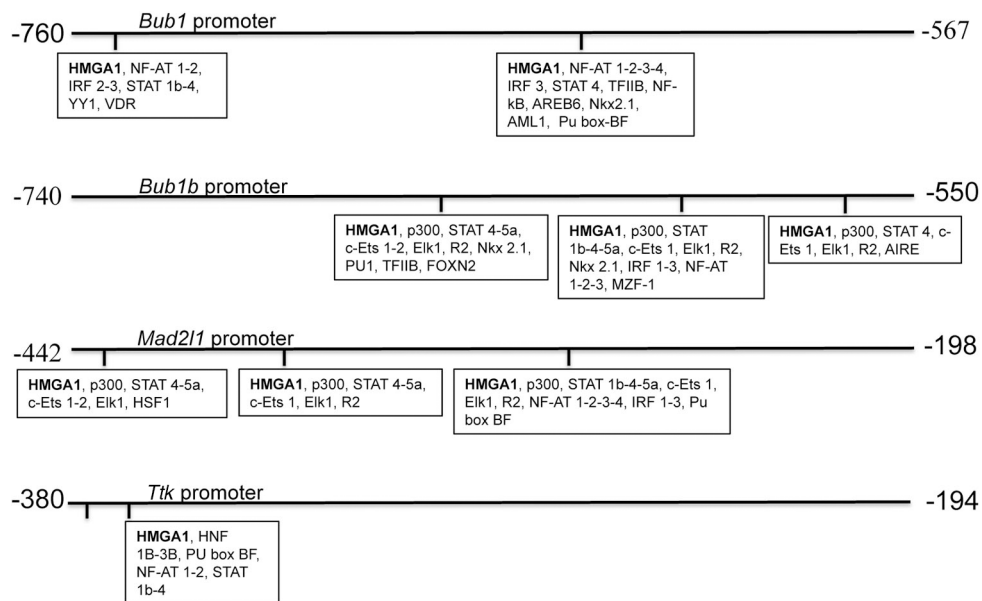 Bub1 promoter
-760
-567
HMGA1, NF-AT 1-2,
IRF 2-3, STAT 1b-4,
YY1, VDR
HMGA1, NF-AT 1-2-3-4,
IRF 3, STAT 4, TFIIB, NF-
kB, AREB6, Nkx2.1,
AML1, Pu box-BF
Bub1b promoter
-740
-550
HMGA1, p300, STAT 4-5a,
c-Ets 1-2, Elk1, R2, Nkx 2.1,
PU1, TFIIB, FOXN2
HMGA1, p300, STAT
1b-4-5a, c-Ets 1, Elk1, R2,
Nkx 2.1, IRF 1-3, NF-AT
1-2-3, MZF-1
HMGA1, p300, STAT 4, c-
Ets 1, Elk1, R2, AIRE
Mad2l1 promoter
-442
-198
HMGA1, p300, STAT 4-5a,
c-Ets 1-2, Elk1, HSF1
HMGA1, p300, STAT 4-5a,
c-Ets 1, Elk1, R2
HMGA1, p300, STAT 1b-4-5a, c-Ets 1,
Elk1, R2, NF-AT 1-2-3-4, IRF 1-3, Pu
box BF
Ttk promoter
-380
-194
HMGA1, HNF
1B-3B, PU box BF,
NF-AT 1-2, STAT
1b-4